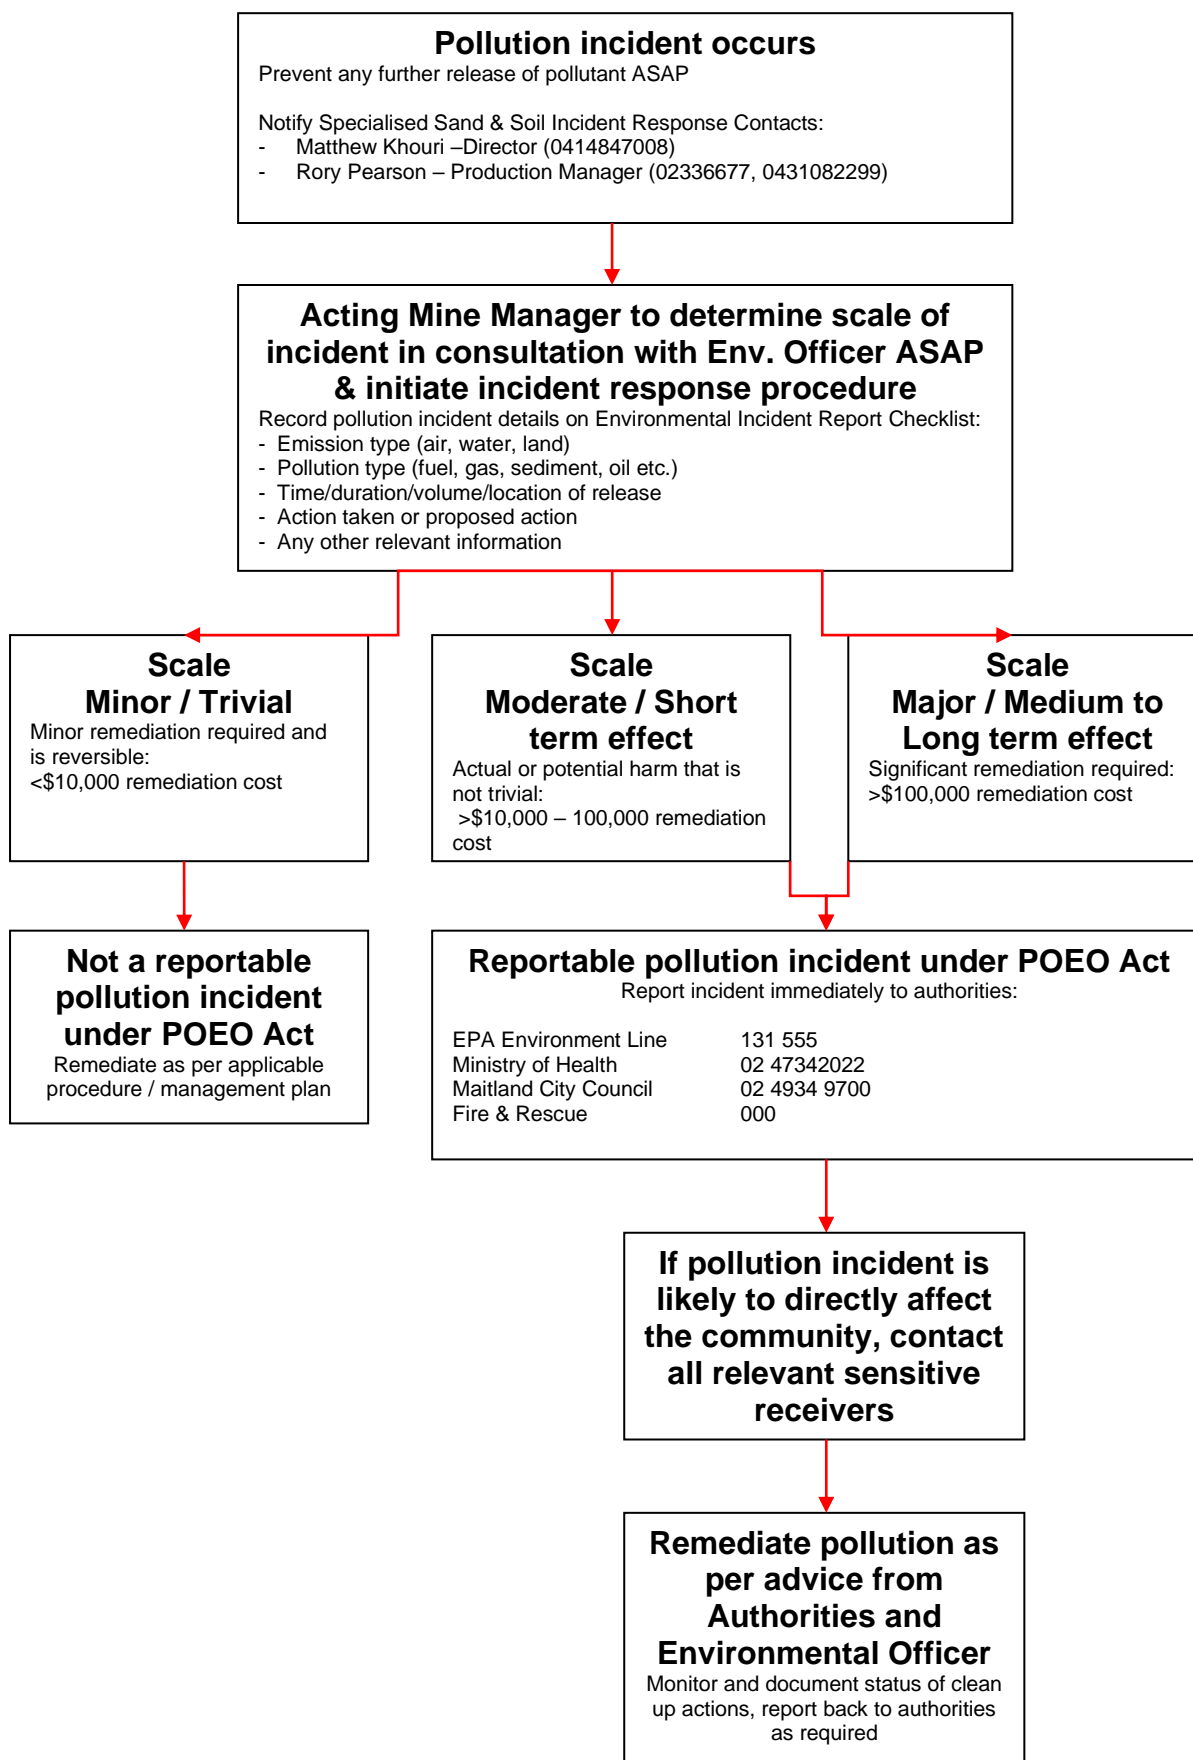 Pollution incident occurs
Prevent any further release of pollutant ASAP
Notify Specialised Sand & Soil Incident Response Contacts:
- Matthew Khouri –Director (0414847008)
- Rory Pearson – Production Manager (02336677, 0431082299)
Acting Mine Manager to determine scale of
incident in consultation with Env. Officer ASAP
& initiate incident response procedure
Record pollution incident details on Environmental Incident Report Checklist:
- Emission type (air, water, land)
- Pollution type (fuel, gas, sediment, oil etc.)
- Time/duration/volume/location of release
- Action taken or proposed action
- Any other relevant information
Scale
Minor / Trivial
Minor remediation required and
is reversible:
<$10,000 remediation cost
Scale
Moderate / Short
term effect
Actual or potential harm that is
not trivial:
>$10,000 – 100,000 remediation
cost
Scale
Major / Medium to
Long term effect
Significant remediation required:
>$100,000 remediation cost
Not a reportable
pollution incident
under POEO Act
Remediate as per applicable
procedure / management plan
Reportable pollution incident under POEO Act
Report incident immediately to authorities:
EPA Environment Line 131 555
Ministry of Health 02 47342022
Maitland City Council 02 4934 9700
Fire & Rescue 000
If pollution incident is
likely to directly affect
the community, contact
all relevant sensitive
receivers
Remediate pollution as
per advice from
Authorities and
Environmental Officer
Monitor and document status of clean
up actions, report back to authorities
as required